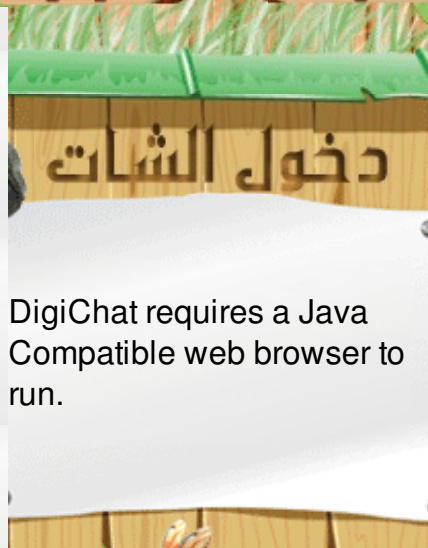 دخول الشات
DigiChat requires a Java
Compatible web browser to
run.